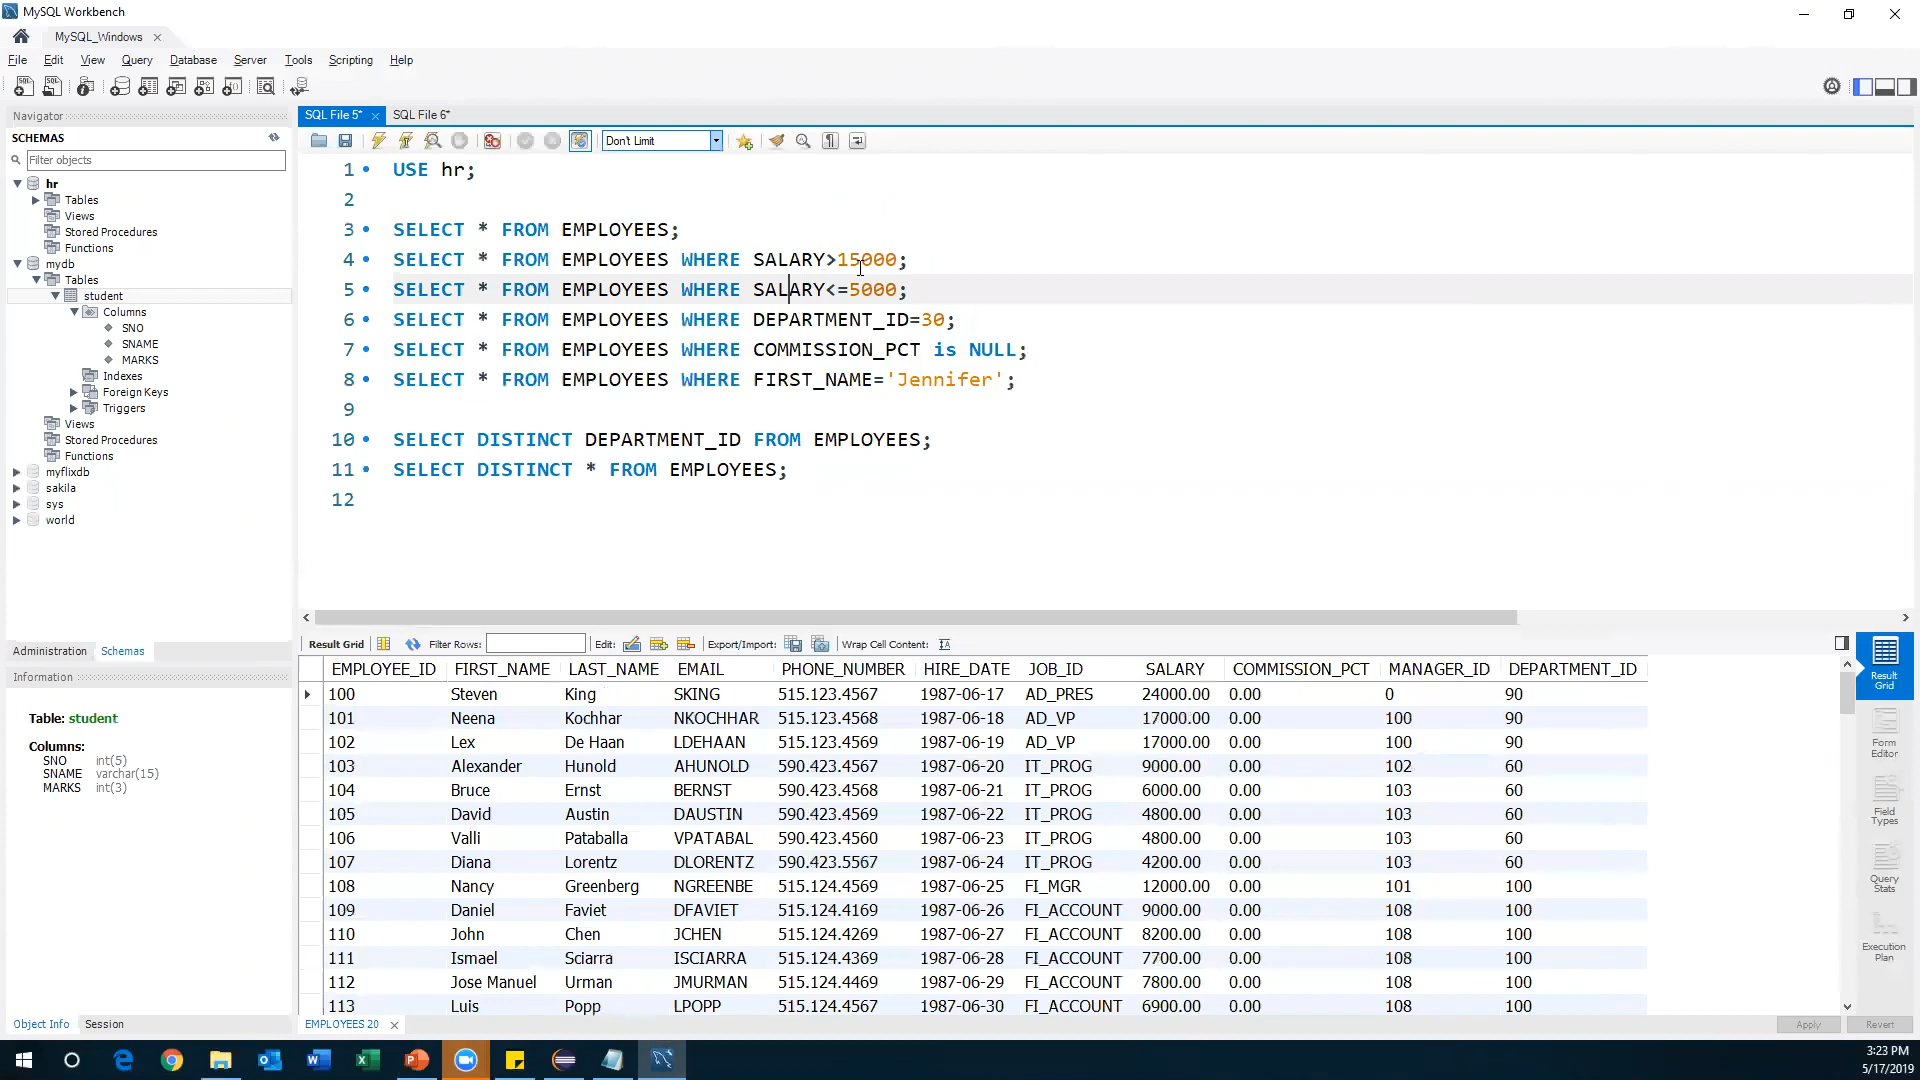 MySQL Workbench
MySQL_Windows
File Edit View Query Database Server Tools Scripting Help
Navigator
SCHEMAS
Filter objects
hr
Tables
Views
Stored Procedures
Functions
mydb
Tables
student
Columns
SNO
SNAME
MARKS
Indexes
Foreign Keys
Triggers
Views
Stored Procedures
Functions
myflixdb
sakila
sys
world
Administration Schemas
Information
Table: student
Columns:
SNO int(5)
SNAME varchar(15)
MARKS int(3)
Object Info Session
SQL File 5* SQL File 6*
Don't Limit
1 USE hr;
2
3 SELECT * FROM EMPLOYEES;
4 SELECT * FROM EMPLOYEES WHERE SALARY>15000;
5 SELECT * FROM EMPLOYEES WHERE SALARY<=5000;
6 SELECT * FROM EMPLOYEES WHERE DEPARTMENT_ID=30;
7 SELECT * FROM EMPLOYEES WHERE COMMISSION_PCT is NULL;
8 SELECT * FROM EMPLOYEES WHERE FIRST_NAME='Jennifer';
9
10 SELECT DISTINCT DEPARTMENT_ID FROM EMPLOYEES;
11 SELECT DISTINCT * FROM EMPLOYEES;
12
Result Grid Filter Rows: Edit: Export/Import: Wrap Cell Content:
EMPLOYEE_ID FIRST_NAME LAST_NAME EMAIL PHONE_NUMBER HIRE_DATE JOB_ID SALARY COMMISSION_PCT MANAGER_ID DEPARTMENT_ID
100 Steven King SKING 515.123.4567 1987-06-17 AD_PRES 24000.00 0.00 0 90
101 Neena Kochhar NKOCHHAR 515.123.4568 1987-06-18 AD_VP 17000.00 0.00 100 90
102 Lex De Haan LDEHAAN 515.123.4569 1987-06-19 AD_VP 17000.00 0.00 100 90
103 Alexander Hunold AHUNOLD 590.423.4567 1987-06-20 IT_PROG 9000.00 0.00 102 60
104 Bruce Ernst BERNST 590.423.4568 1987-06-21 IT_PROG 6000.00 0.00 103 60
105 David Austin DAUSTIN 590.423.4569 1987-06-22 IT_PROG 4800.00 0.00 103 60
106 Valli Pataballa VPATABAL 590.423.4560 1987-06-23 IT_PROG 4800.00 0.00 103 60
107 Diana Lorentz DLORENTZ 590.423.5567 1987-06-24 IT_PROG 4200.00 0.00 103 60
108 Nancy Greenberg NGREENBE 515.124.4569 1987-06-25 FI_MGR 12000.00 0.00 101 100
109 Daniel Faviet DFAVIET 515.124.4169 1987-06-26 FI_ACCOUNT 9000.00 0.00 108 100
110 John Chen JCHEN 515.124.4269 1987-06-27 FI_ACCOUNT 8200.00 0.00 108 100
111 Ismael Sciarra ISCIARRA 515.124.4369 1987-06-28 FI_ACCOUNT 7700.00 0.00 108 100
112 Jose Manuel Urman JMURMAN 515.124.4469 1987-06-29 FI_ACCOUNT 7800.00 0.00 108 100
113 Luis Popp LPOPP 515.124.4567 1987-06-30 FI_ACCOUNT 6900.00 0.00 108 100
EMPLOYEES 20
Apply Revert
Result
Grid
Form
Editor
Field
Types
Query
Stats
Execution
Plan
3:23 PM
5/17/2019